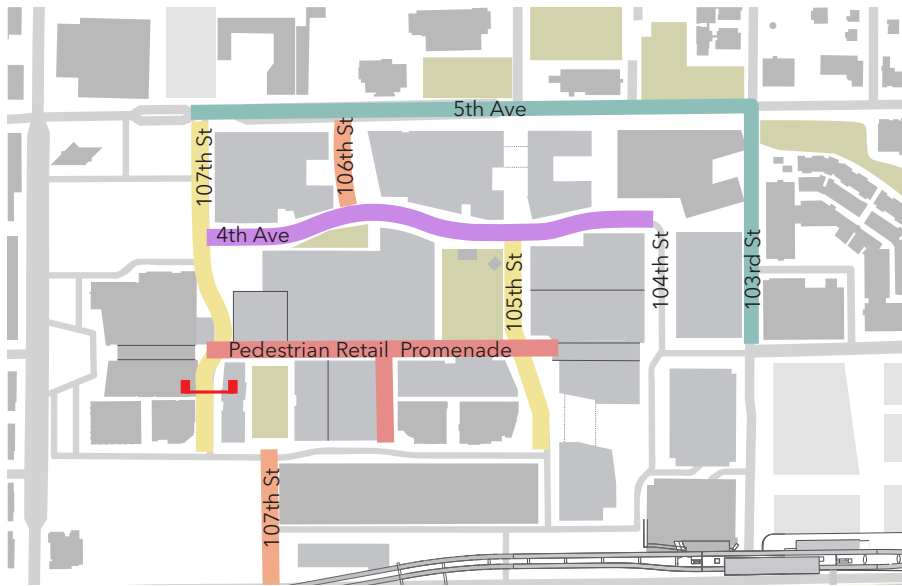 5th Ave
107th St
106th St
4th Ave
105th St
104th St
103rd St
Pedestrian Retail Promenade
107th St